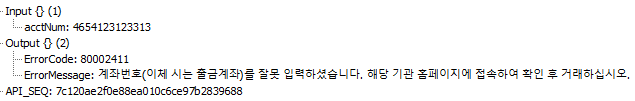 Input {} (1)
acctNum: 4654123123313
Output {} (2)
ErrorCode: 80002411
ErrorMessage: 계좌번호(이체 시는 출금계좌)를 잘못 입력하셨습니다. 해당 기관 홈페이지에 접속하여 확인 후 거래하십시오.
API_SEQ: 7c120ae2f0e88ea010c6ce97b2839688